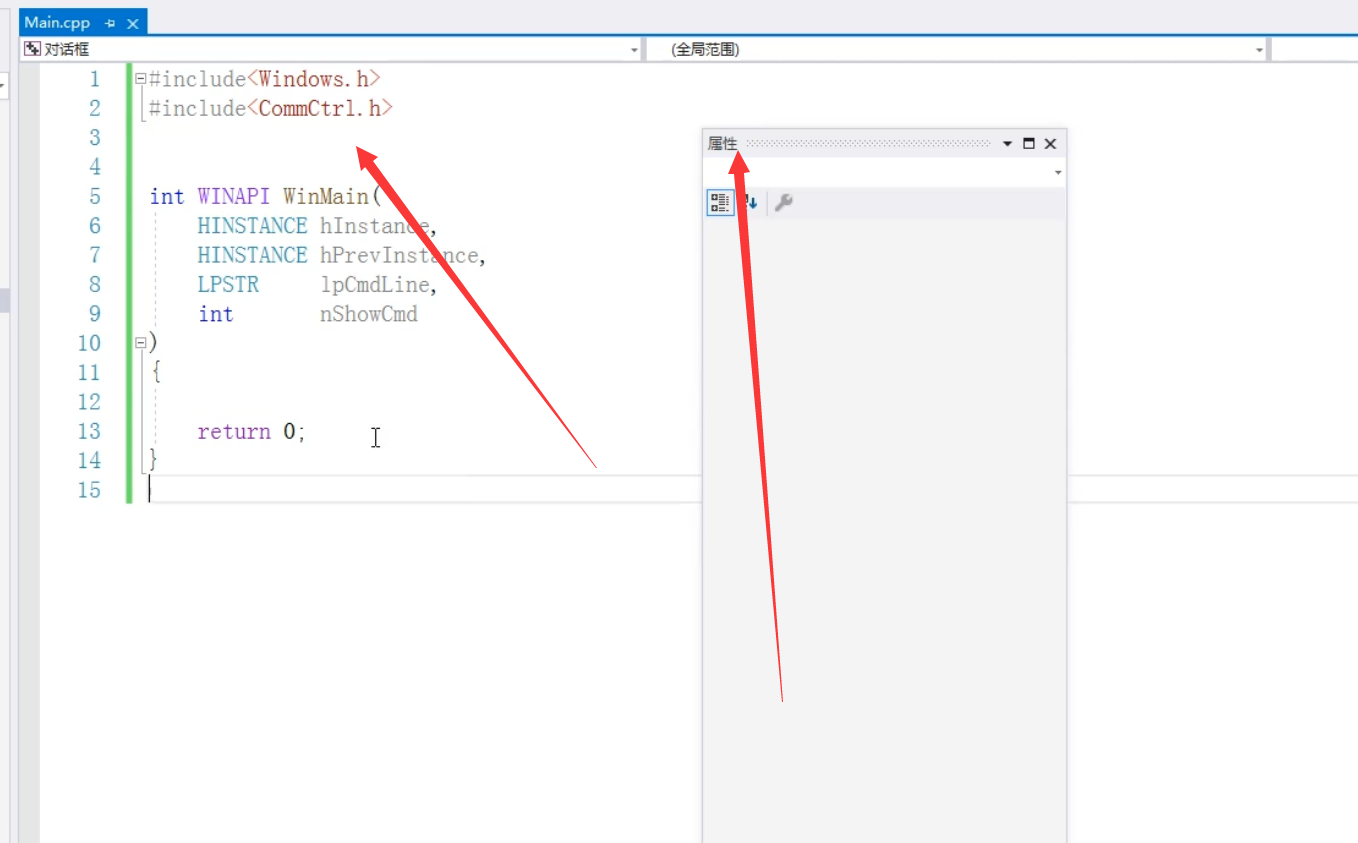 Main.cpp
对话框
(全局范围)
1 #include<Windows.h>
2 #include<CommCtrl.h>
3
4
5 int WINAPI WinMain(
6 HINSTANCE hInstance,
7 HINSTANCE hPrevInstance,
8 LPSTR lpCmdLine,
9 int nShowCmd
10 )
11 {
12
13 return 0;
14 }
15
属性